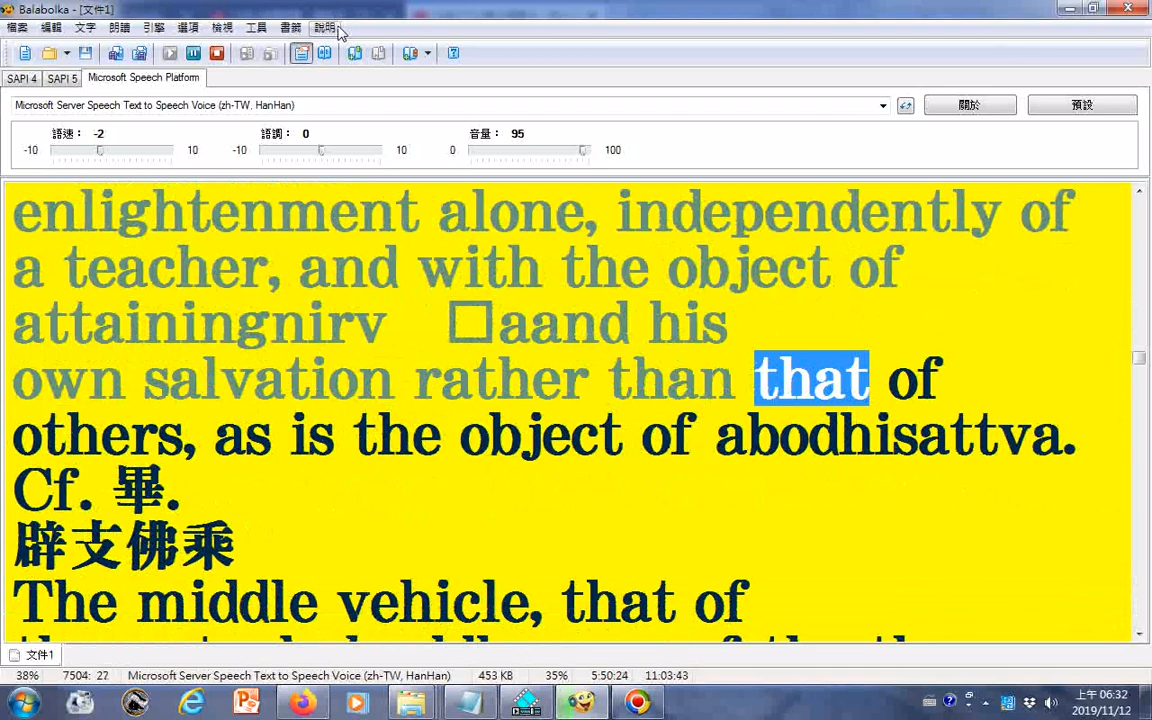 Balabolka - [文件1]
檔案 編輯 文字 朗讀 引擎 選項 檢視 工具 書籤 說明
SAPI 4 SAPI 5 Microsoft Speech Platform
Microsoft Server Speech Text to Speech Voice (zh-TW, HanHan) 關於 預設
語速： -2 語調： 0 音量： 95
-10 10 -10 10 0 100
enlightenment alone, independently of
a teacher, and with the object of
attainingnirv □aand his
own salvation rather than that of
others, as is the object of abodhisattva.
Cf. 畢.
辟支佛乘
The middle vehicle, that of
文件1
38% 7504: 27 Microsoft Server Speech Text to Speech Voice (zh-TW, HanHan) 453 KB 35% 5:50:24 11:03:43
上午 06:32
2019/11/12